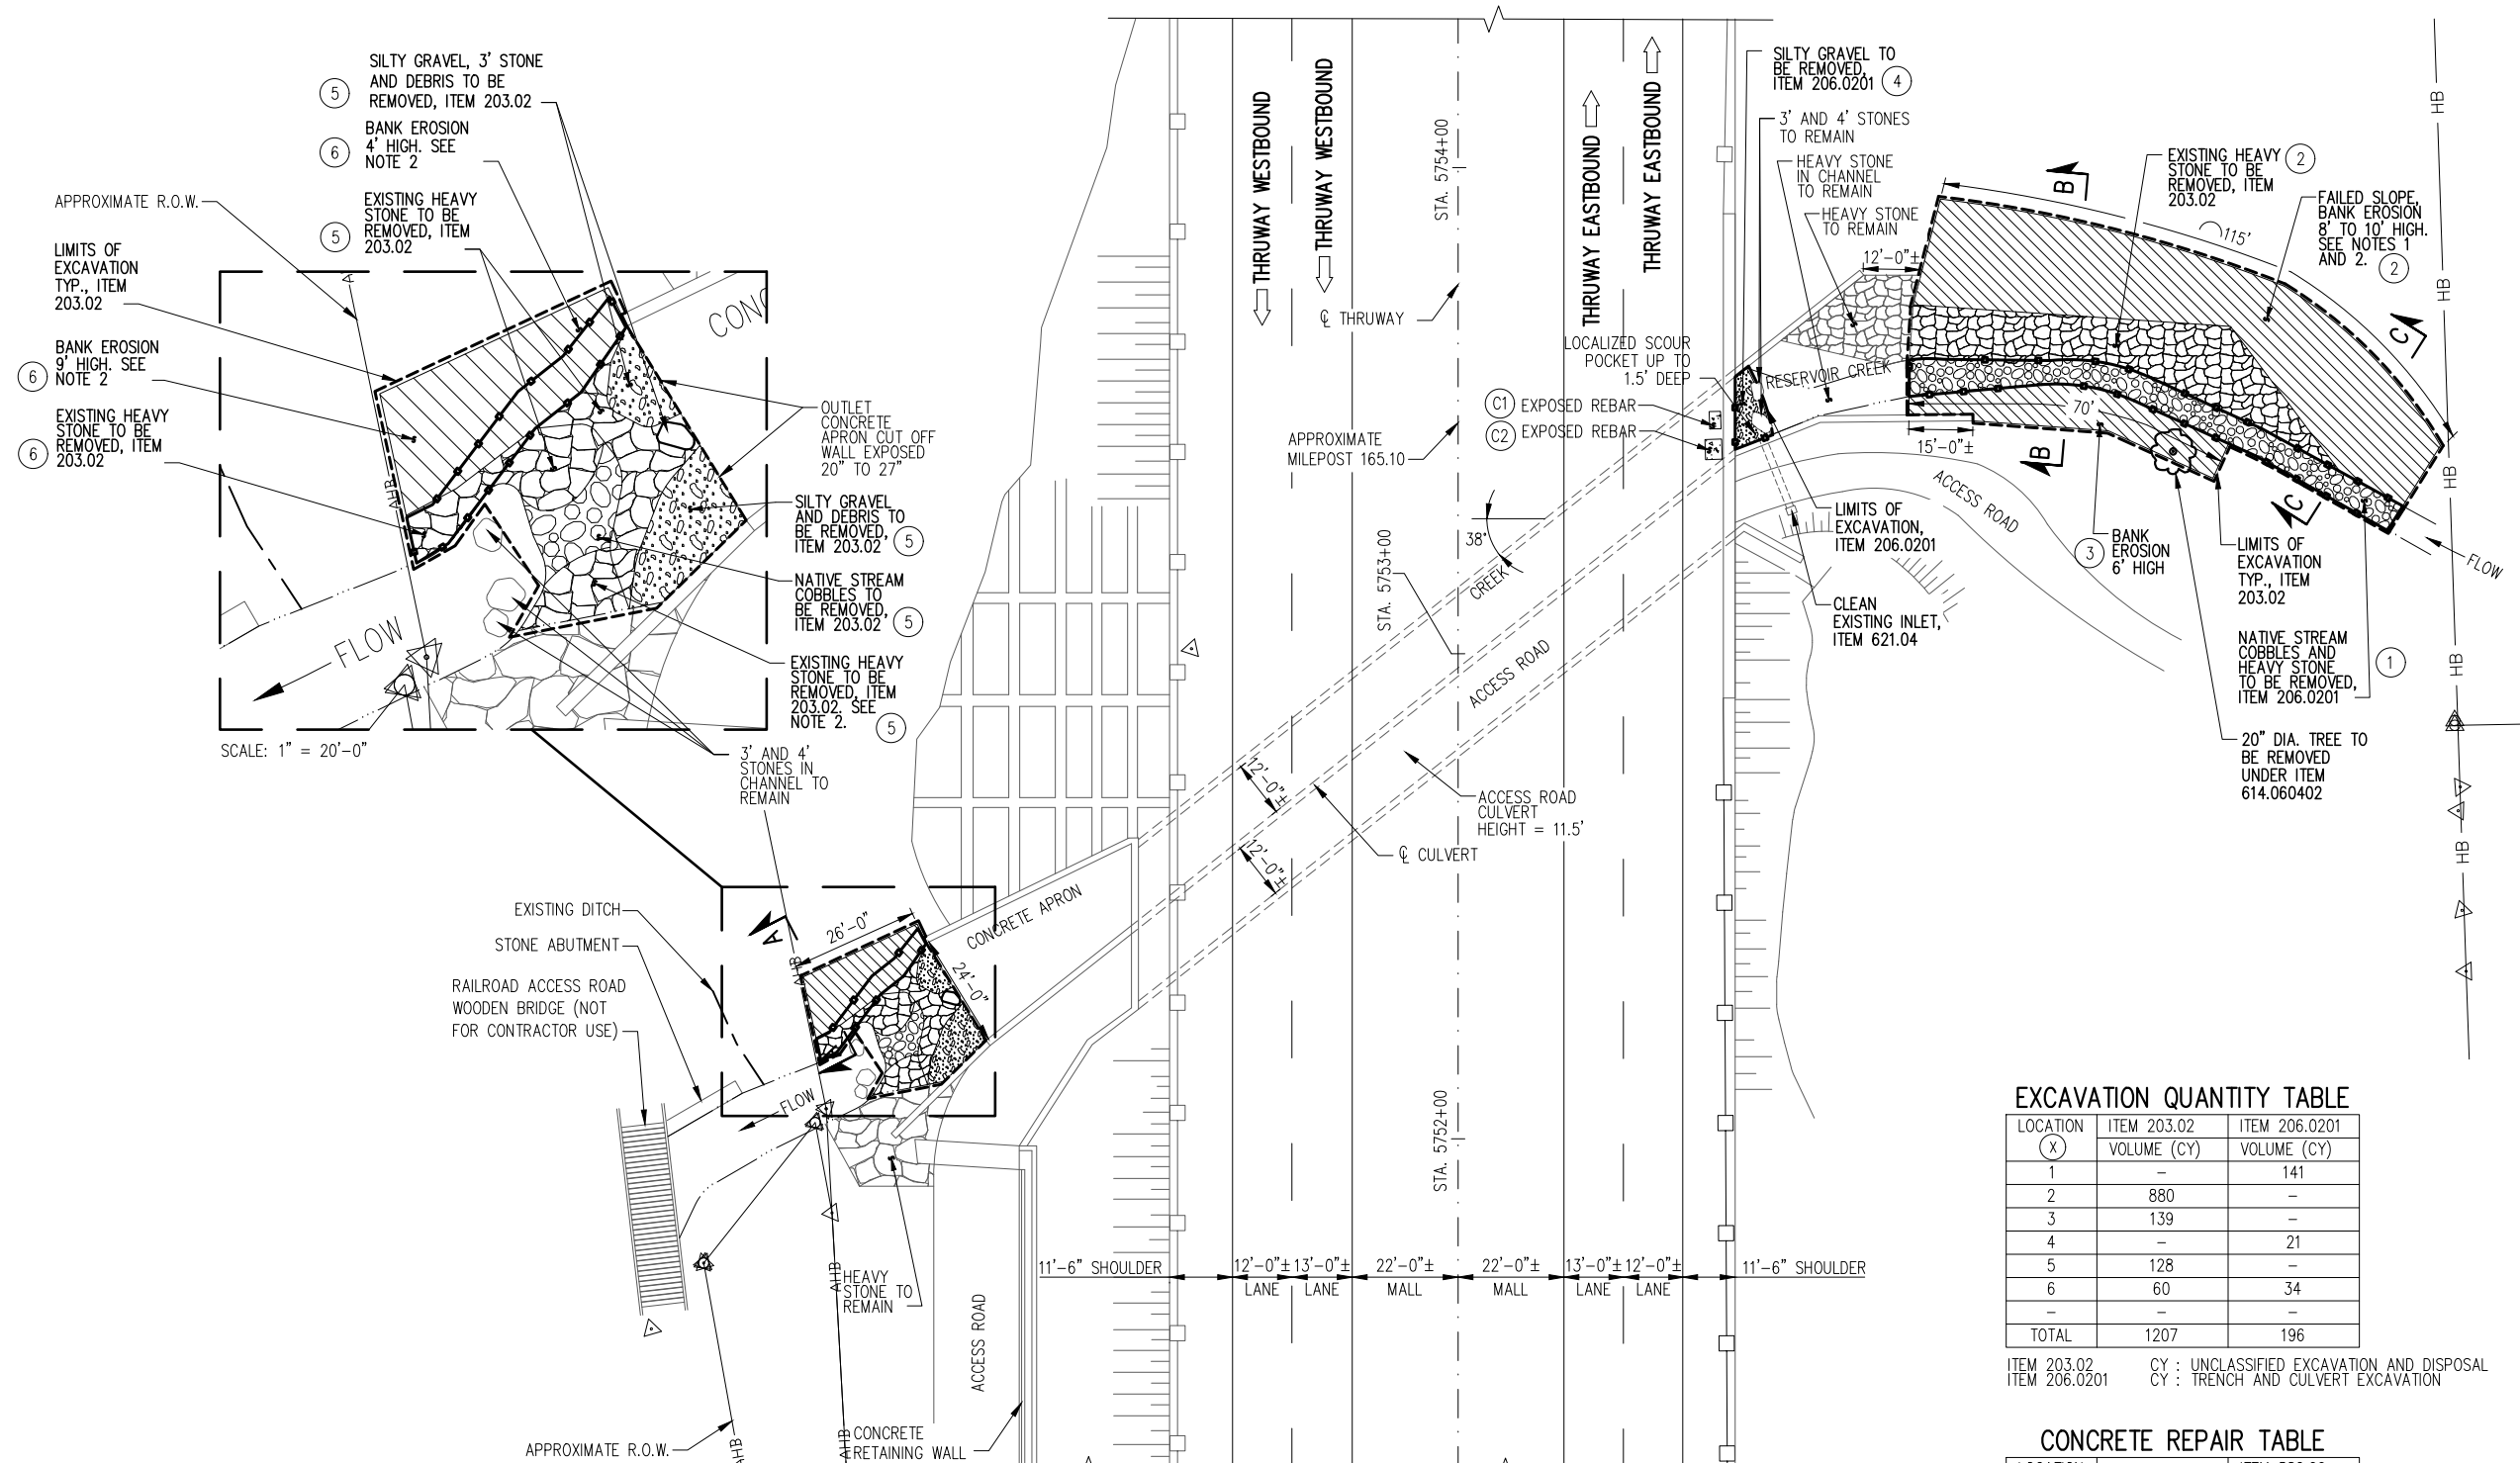 SILTY GRAVEL, 3' STONE
AND DEBRIS TO BE
REMOVED, ITEM 203.02
5
BANK EROSION
4' HIGH. SEE
NOTE 2
6
EXISTING HEAVY
STONE TO BE
REMOVED, ITEM
203.02
5
APPROXIMATE R.O.W.
LIMITS OF
EXCAVATION
TYP., ITEM
203.02
BANK EROSION
9' HIGH. SEE
NOTE 2
6
EXISTING HEAVY
STONE TO BE
REMOVED, ITEM
203.02
6
A
AHB
CONC
FLOW
SCALE: 1" = 20'-0"
OUTLET
CONCRETE
APRON CUT OFF
WALL EXPOSED
20" TO 27"
SILTY GRAVEL
AND DEBRIS TO
BE REMOVED,
ITEM 203.02
5
NATIVE STREAM
COBBLES TO
BE REMOVED,
ITEM 203.02
5
EXISTING HEAVY
STONE TO BE
REMOVED, ITEM
203.02. SEE
NOTE 2.
5
3' AND 4'
STONES IN
CHANNEL TO
REMAIN
EXISTING DITCH
STONE ABUTMENT
RAILROAD ACCESS ROAD
WOODEN BRIDGE (NOT
FOR CONTRACTOR USE)
A
26'-0"
24'-0"
AHB
CONCRETE APRON
FLOW
HEAVY
STONE TO
REMAIN
AHB
APPROXIMATE R.O.W.
AHB
AHB
CONCRETE
RETAINING WALL
ACCESS ROAD
THRUWAY WESTBOUND
THRUWAY WESTBOUND
STA. 5754+00
℄ THRUWAY
THRUWAY EASTBOUND
THRUWAY EASTBOUND
APPROXIMATE
MILEPOST 165.10
STA. 5753+00
38°
CREEK
ACCESS ROAD
12'-0"±
12'-0"±
℄ CULVERT
ACCESS ROAD
CULVERT
HEIGHT = 11.5'
STA. 5752+00
11'-6" SHOULDER
12'-0"±
LANE
13'-0"±
LANE
22'-0"±
MALL
22'-0"±
MALL
13'-0"±
LANE
12'-0"±
LANE
11'-6" SHOULDER
SILTY GRAVEL TO
BE REMOVED,
ITEM 206.0201
4
3' AND 4' STONES
TO REMAIN
HEAVY STONE
IN CHANNEL
TO REMAIN
HEAVY STONE
TO REMAIN
12'-0"±
LOCALIZED SCOUR
POCKET UP TO
1.5' DEEP
C1 EXPOSED REBAR
C2 EXPOSED REBAR
RESERVOIR CREEK
B
EXISTING HEAVY
STONE TO BE
REMOVED, ITEM
203.02
2
115'
FAILED SLOPE,
BANK EROSION
8' TO 10' HIGH.
SEE NOTES 1
AND 2.
2
C
70'
15'-0"±
B
C
ACCESS ROAD
LIMITS OF
EXCAVATION,
ITEM 206.0201
CLEAN
EXISTING INLET,
ITEM 621.04
3
BANK
EROSION
6' HIGH
LIMITS OF
EXCAVATION
TYP., ITEM
203.02
FLOW
NATIVE STREAM
COBBLES AND
HEAVY STONE
TO BE REMOVED,
ITEM 206.0201
1
20" DIA. TREE TO
BE REMOVED
UNDER ITEM
614.060402
HB
HB
HB
HB
HB
EXCAVATION QUANTITY TABLE
LOCATION ITEM 203.02 ITEM 206.0201
X VOLUME (CY) VOLUME (CY)
1 – 141
2 880 –
3 139 –
4 – 21
5 128 –
6 60 34
– – –
TOTAL 1207 196
ITEM 203.02 CY : UNCLASSIFIED EXCAVATION AND DISPOSAL
ITEM 206.0201 CY : TRENCH AND CULVERT EXCAVATION
CONCRETE REPAIR TABLE